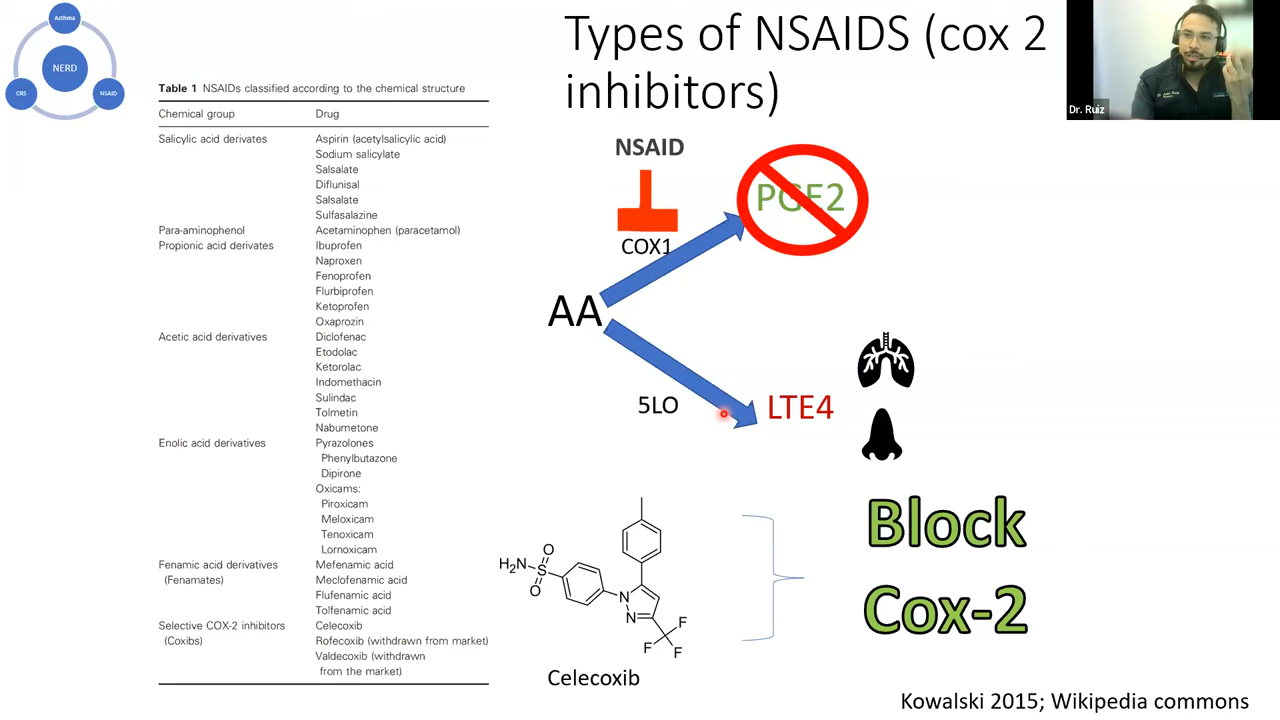 Asthma
NERD
CRS
NSAID
Types of NSAIDS (cox 2
inhibitors)
Dr. Ruiz
Table 1 NSAIDs classified according to the chemical structure
Chemical group Drug
Salicylic acid derivates Aspirin (acetylsalicylic acid)
Sodium salicylate
Salsalate
Diflunisal
Salsalate
Sulfasalazine
Para-aminophenol Acetaminophen (paracetamol)
Propionic acid derivates Ibuprofen
Naproxen
Fenoprofen
Flurbiprofen
Ketoprofen
Oxaprozin
Acetic acid derivatives Diclofenac
Etodolac
Ketorolac
Indomethacin
Sulindac
Tolmetin
Nabumetone
Enolic acid derivatives Pyrazolones
Phenylbutazone
Dipirone
Oxicams:
Piroxicam
Meloxicam
Tenoxicam
Lornoxicam
Fenamic acid derivatives Mefenamic acid
(Fenamates) Meclofenamic acid
Flufenamic acid
To!fenamic acid
Selective COX-2 inhibitors Celecoxib
(Coxibs) Rofecoxib (withdrawn from market)
Valdecoxib (withdrawn
from the market)
NSAID
PGE2
COX1
AA
5LO
LTE4
H2N
S
O
O
N
N
F
F
F
Celecoxib
Block
Cox-2
Kowalski 2015; Wikipedia commons